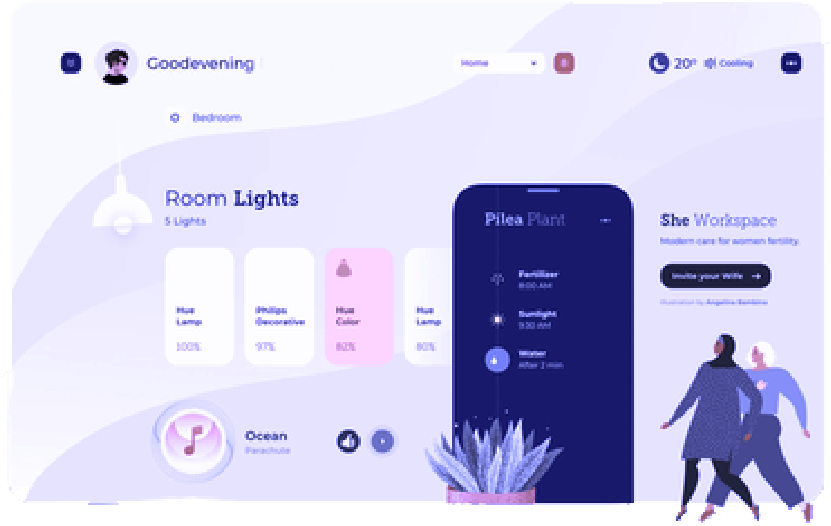 Goodevening
Home
20°
Cooling
Bedroom
Room Lights
5 Lights
Hue
Lamp
100%
Philips
Decorative
97%
Hue
Color
82%
Hue
Lamp
80%
Pilea Plant
Fertilizer
8:00 AM
Sunlight
9:30 AM
Water
After 2 min
She Workspace
Modern care for women fertility.
Invite your Wife →
Illustration by Angelina Bambina
Ocean
Parachute